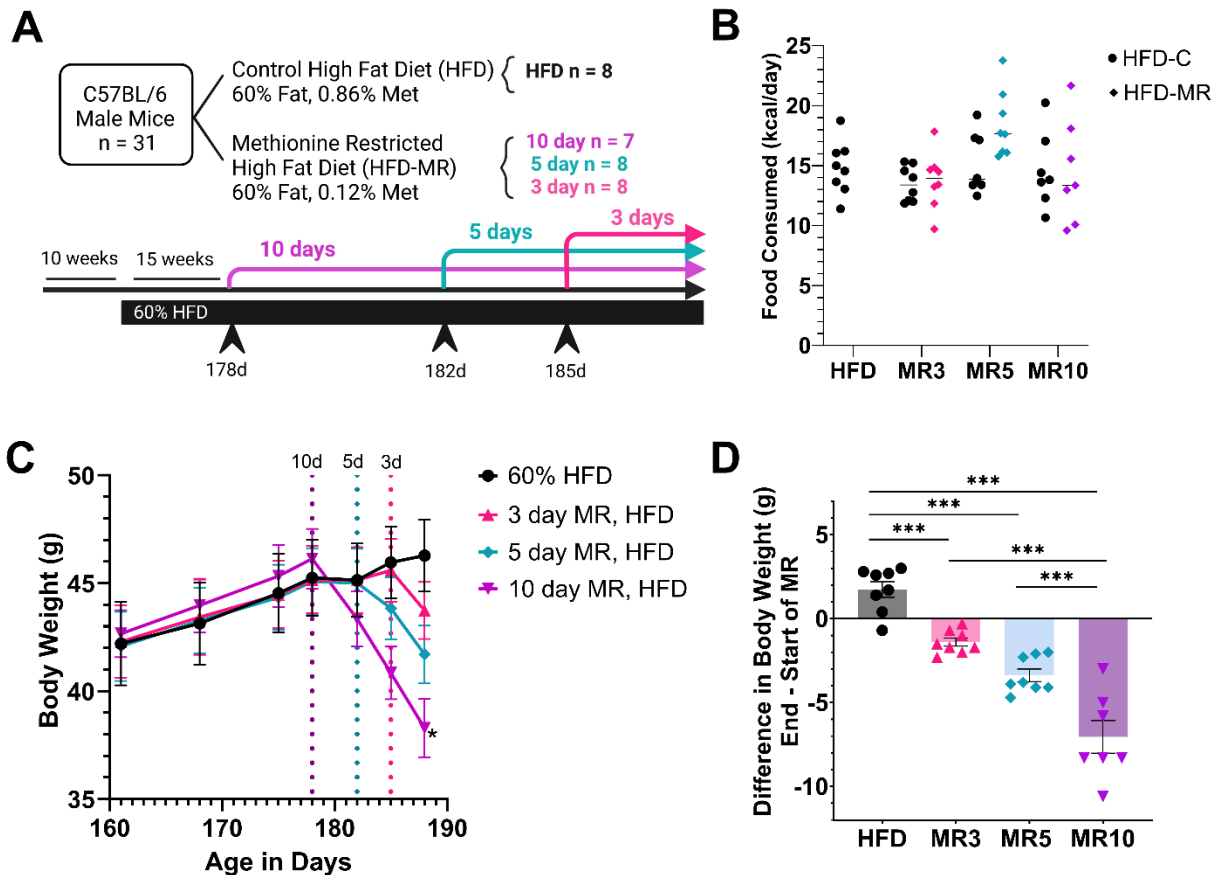 A
C57BL/6
Male Mice
n = 31
Control High Fat Diet (HFD)
60% Fat, 0.86% Met
HFD n = 8
Methionine Restricted
High Fat Diet (HFD-MR)
60% Fat, 0.12% Met
10 day n = 7
5 day n = 8
3 day n = 8
3 days
5 days
10 days
10 weeks
15 weeks
60% HFD
178d
182d
185d
B
Food Consumed (kcal/day)
25
20
15
10
5
0
HFD
MR3
MR5
MR10
HFD-C
HFD-MR
C
10d
5d
3d
Body Weight (g)
50
45
40
35
*
160
170
180
190
Age in Days
60% HFD
3 day MR, HFD
5 day MR, HFD
10 day MR, HFD
D
Difference in Body Weight (g)
End - Start of MR
***
***
***
***
***
5
0
-5
-10
HFD
MR3
MR5
MR10